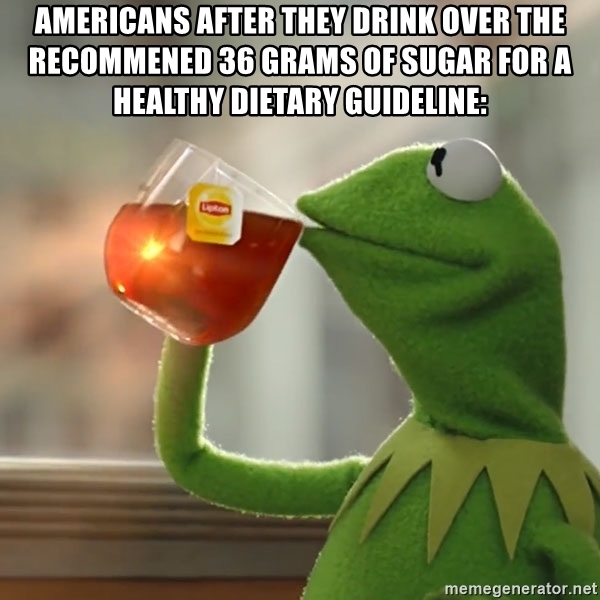 AMERICANS AFTER THEY DRINK OVER THE
RECOMMENED 36 GRAMS OF SUGAR FOR A
HEALTHY DIETARY GUIDELINE:
Lipton
memegenerator.net